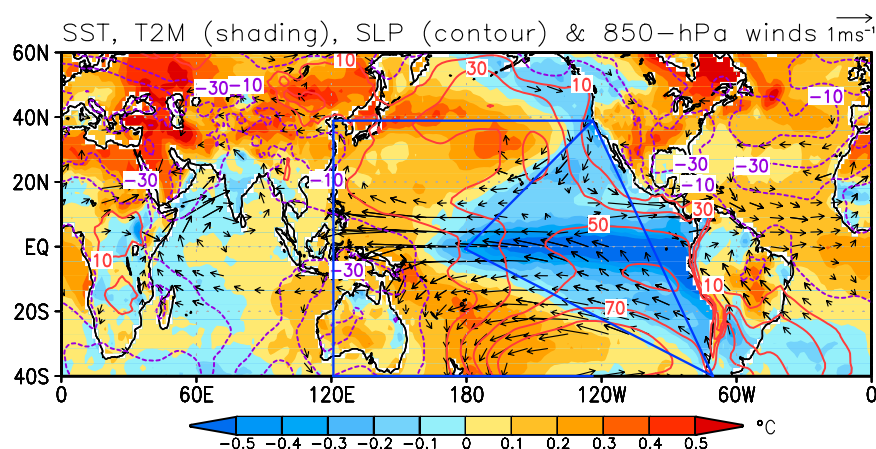 SST, T2M (shading), SLP (contour) & 850−hPa winds 1ms⁻¹
60N
30
10
10
−30
−10
−10
40N
−30
−30
−30
20N
−10
−10
30
50
EQ
10
−30
10
20S
70
40S
0 60E 120E 180 120W 60W 0
°C
−0.5 −0.4 −0.3 −0.2 −0.1 0 0.1 0.2 0.3 0.4 0.5